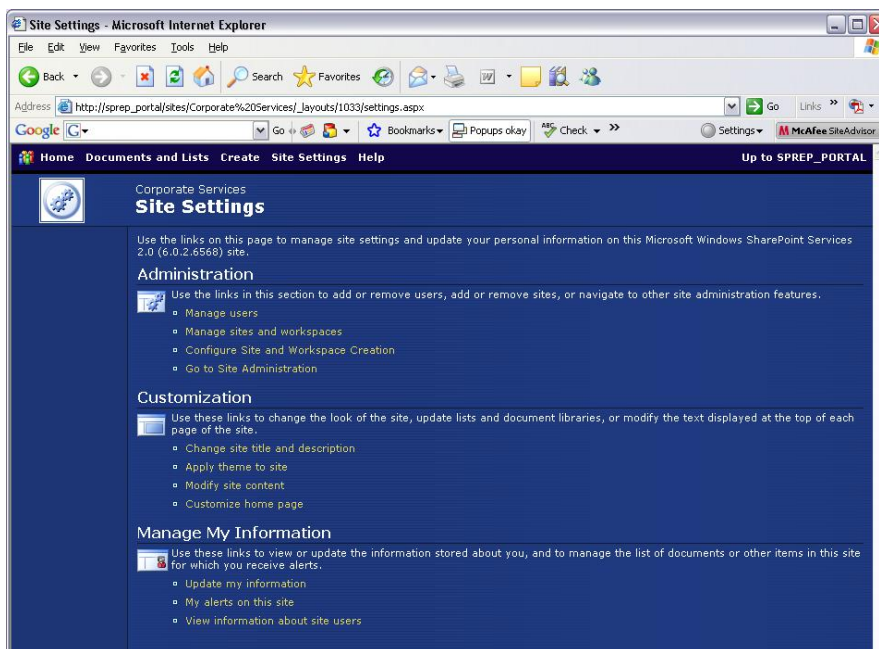 Site Settings - Microsoft Internet Explorer
File Edit View Favorites Tools Help
Back Search Favorites
Address http://sprep_portal/sites/Corporate%20Services/_layouts/1033/settings.aspx Go Links »
Google G Go Bookmarks Popups okay ABC Check » Settings McAfee SiteAdvisor
Home Documents and Lists Create Site Settings Help Up to SPREP_PORTAL
Corporate Services
Site Settings
Use the links on this page to manage site settings and update your personal information on this Microsoft Windows SharePoint Services
2.0 (6.0.2.6568) site.
Administration
Use the links in this section to add or remove users, add or remove sites, or navigate to other site administration features.
Manage users
Manage sites and workspaces
Configure Site and Workspace Creation
Go to Site Administration
Customization
Use these links to change the look of the site, update lists and document libraries, or modify the text displayed at the top of each
page of the site.
Change site title and description
Apply theme to site
Modify site content
Customize home page
Manage My Information
Use these links to view or update the information stored about you, and to manage the list of documents or other items in this site
for which you receive alerts.
Update my information
My alerts on this site
View information about site users